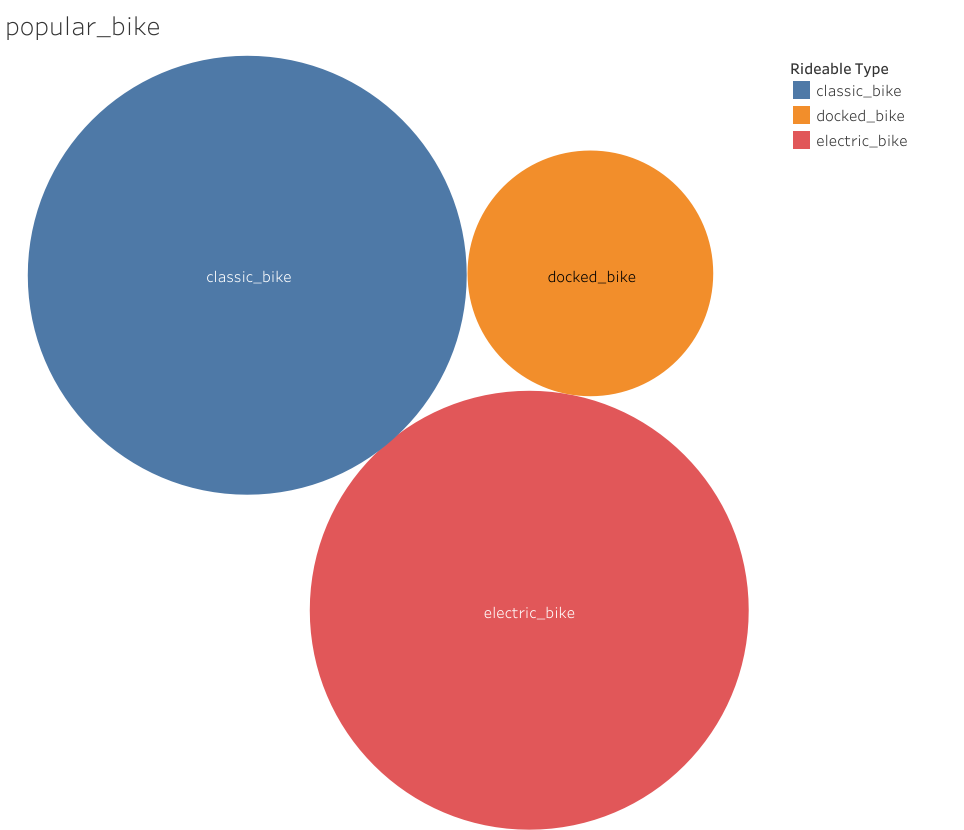 popular_bike
Rideable Type
classic_bike
docked_bike
electric_bike
classic_bike
docked_bike
electric_bike